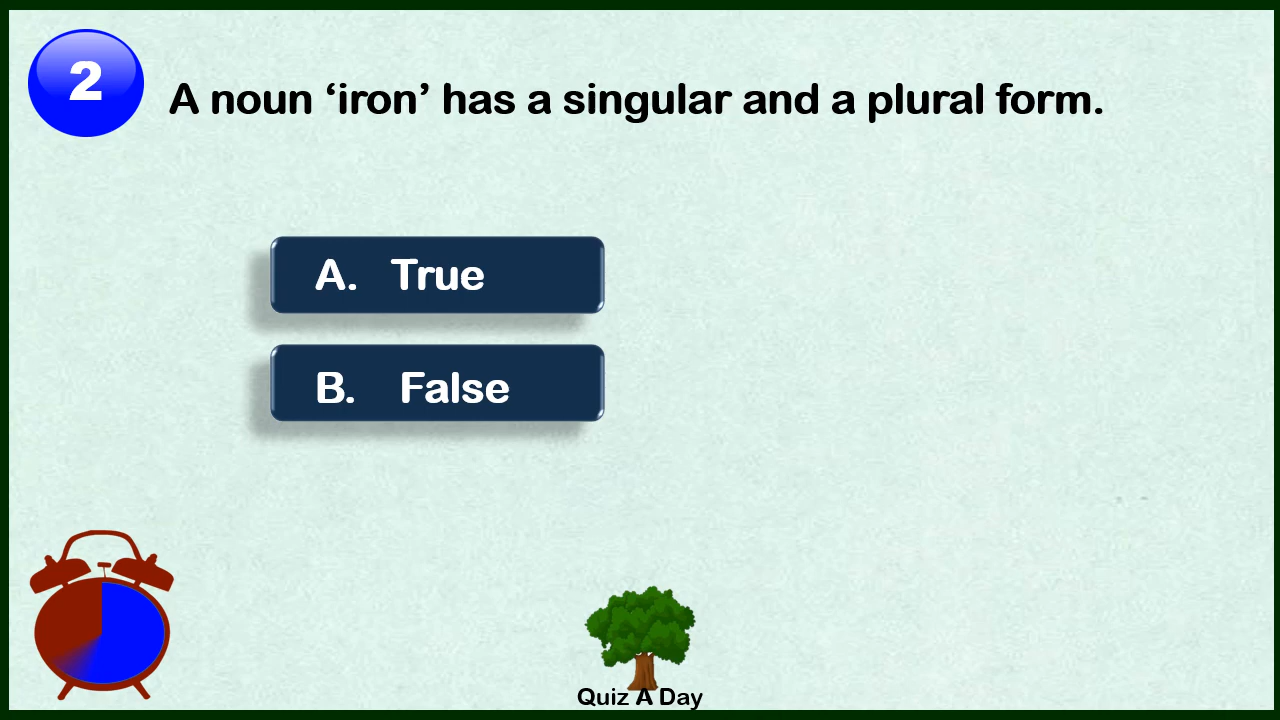 2
A noun ‘iron’ has a singular and a plural form.
A. True
B. False
Quiz A Day